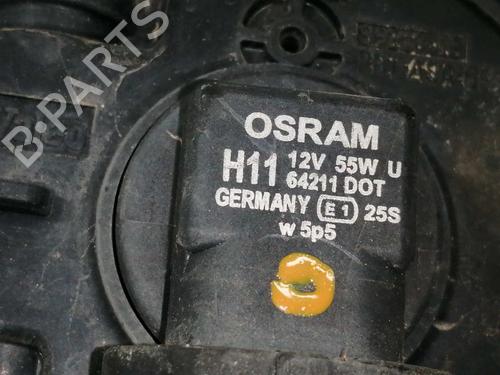 B-PARTS
OSRAM
H11 12V 55W U
64211 DOT
GERMANY E1 25S
w 5p5